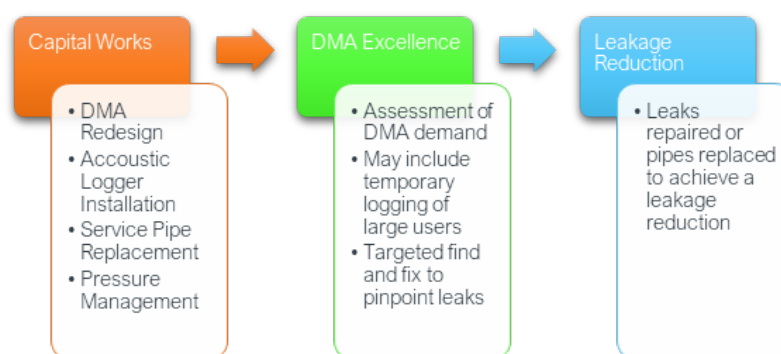 Capital Works
• DMA
Redesign
• Accoustic
Logger
Installation
• Service Pipe
Replacement
• Pressure
Management
DMA Excellence
• Assessment of
DMA demand
• May include
temporary
logging of
large users
• Targeted find
and fix to
pinpoint leaks
Leakage
Reduction
• Leaks
repaired or
pipes replaced
to achieve a
leakage
reduction